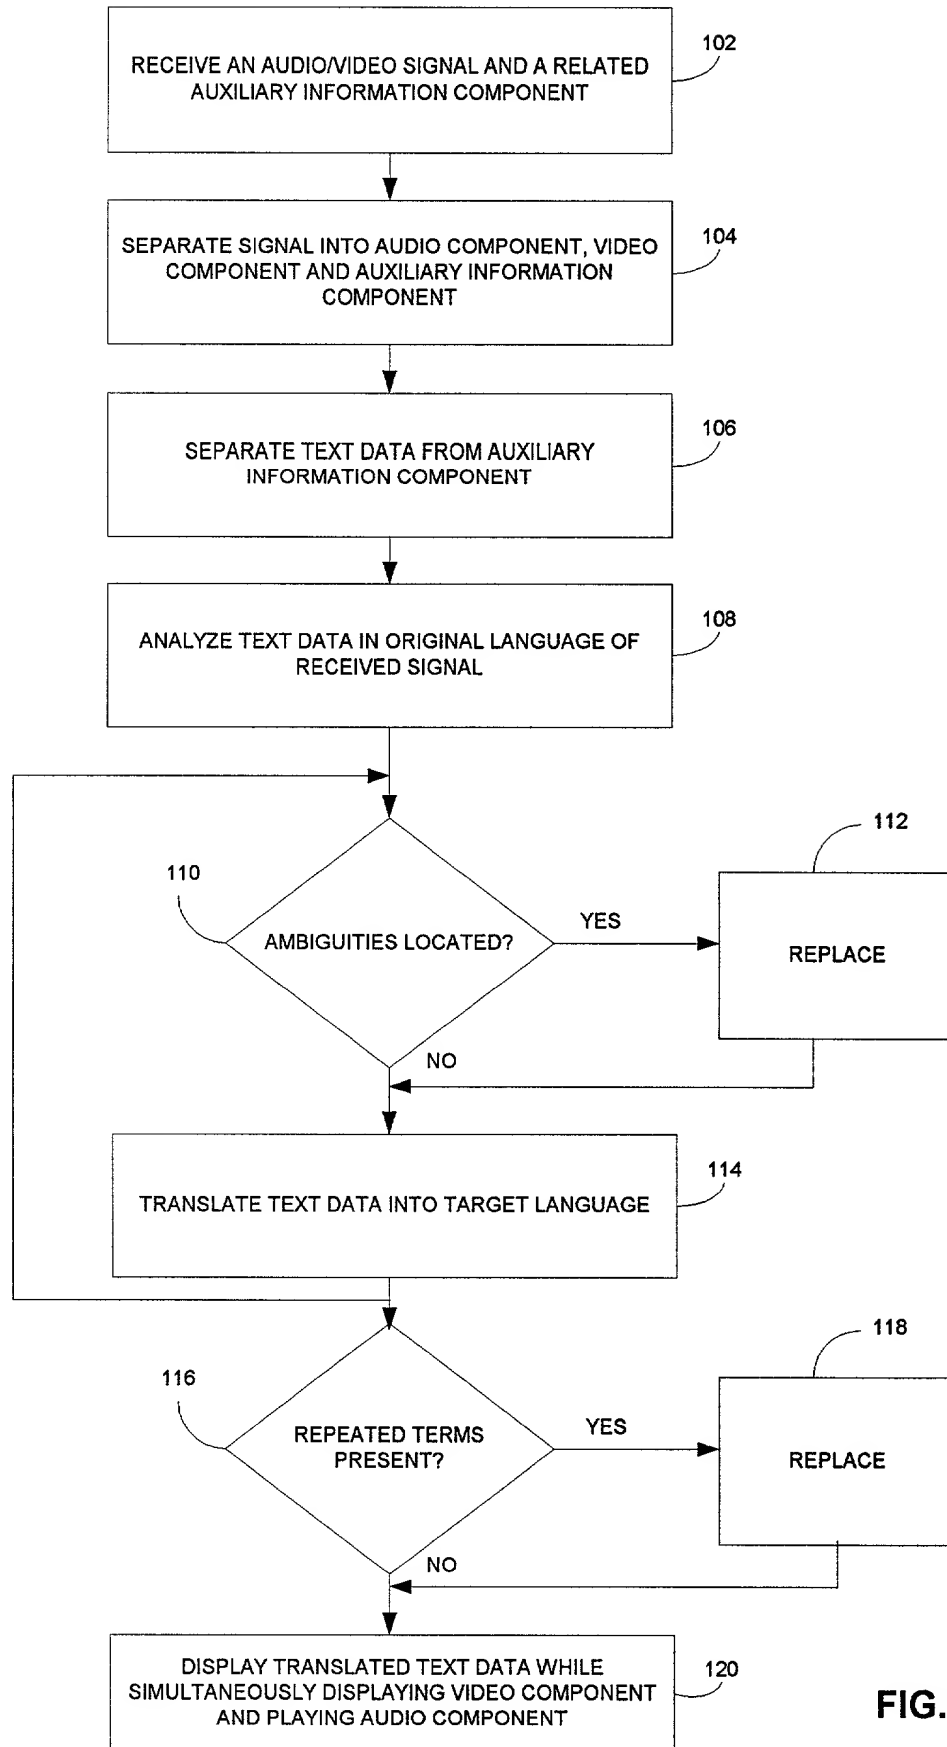 RECEIVE AN AUDIO/VIDEO SIGNAL AND A RELATED
AUXILIARY INFORMATION COMPONENT
102
SEPARATE SIGNAL INTO AUDIO COMPONENT, VIDEO
COMPONENT AND AUXILIARY INFORMATION
COMPONENT
104
SEPARATE TEXT DATA FROM AUXILIARY
INFORMATION COMPONENT
106
ANALYZE TEXT DATA IN ORIGINAL LANGUAGE OF
RECEIVED SIGNAL
108
110
AMBIGUITIES LOCATED?
YES
112
REPLACE
NO
TRANSLATE TEXT DATA INTO TARGET LANGUAGE
114
116
REPEATED TERMS
PRESENT?
YES
118
REPLACE
NO
DISPLAY TRANSLATED TEXT DATA WHILE
SIMULTANEOUSLY DISPLAYING VIDEO COMPONENT
AND PLAYING AUDIO COMPONENT
120
FIG.